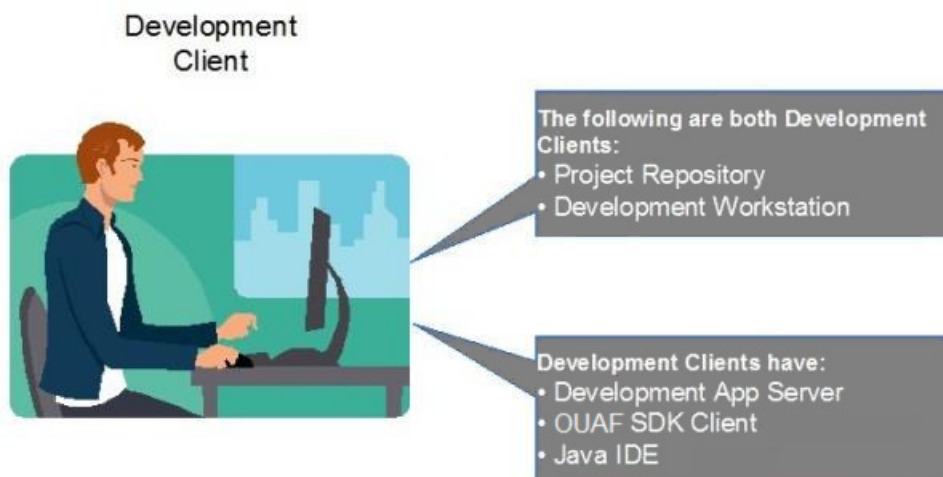 Development
Client
The following are both Development
Clients:
• Project Repository
• Development Workstation
Development Clients have:
• Development App Server
• OUAF SDK Client
• Java IDE